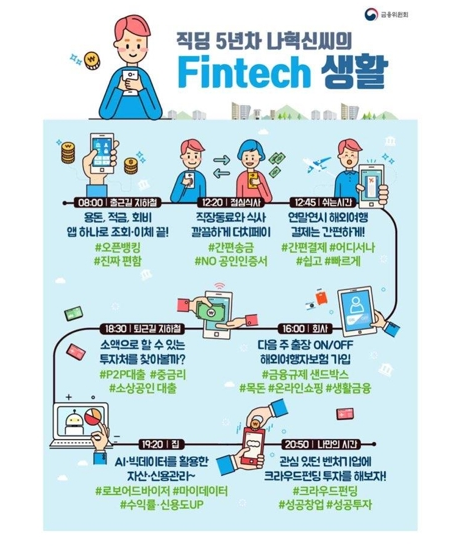 금융위원회
직딩 5년차 나혁신씨의
Fintech 생활
08:00 | 출근길 지하철
용돈, 적금, 회비
앱 하나로 조회·이체 끝!
#오픈뱅킹
#진짜 편함
12:20 | 점심식사
직장동료와 식사
깔끔하게 더치페이
#간편송금
#NO 공인인증서
12:45 | 쉬는시간
연말연시 해외여행
결제는 간편하게!
#간편결제 #어디서나
#쉽고 #빠르게
16:00 | 회사
다음 주 출장 ON/OFF
해외여행자보험 가입
#금융규제 샌드박스
#목돈 #온라인쇼핑 #생활금융
18:30 | 퇴근길 지하철
소액으로 할 수 있는
투자처를 찾아볼까?
#P2P대출 #중금리
#소상공인 대출
19:20 | 집
AI·빅데이터를 활용한
자산·신용관리~
#로보어드바이저 #마이데이터
#수익률·신용도UP
20:50 | 나만의 시간
관심 있던 벤처기업에
크라우드펀딩 투자를 해보자!
#크라우드펀딩
#성공창업 #성공투자